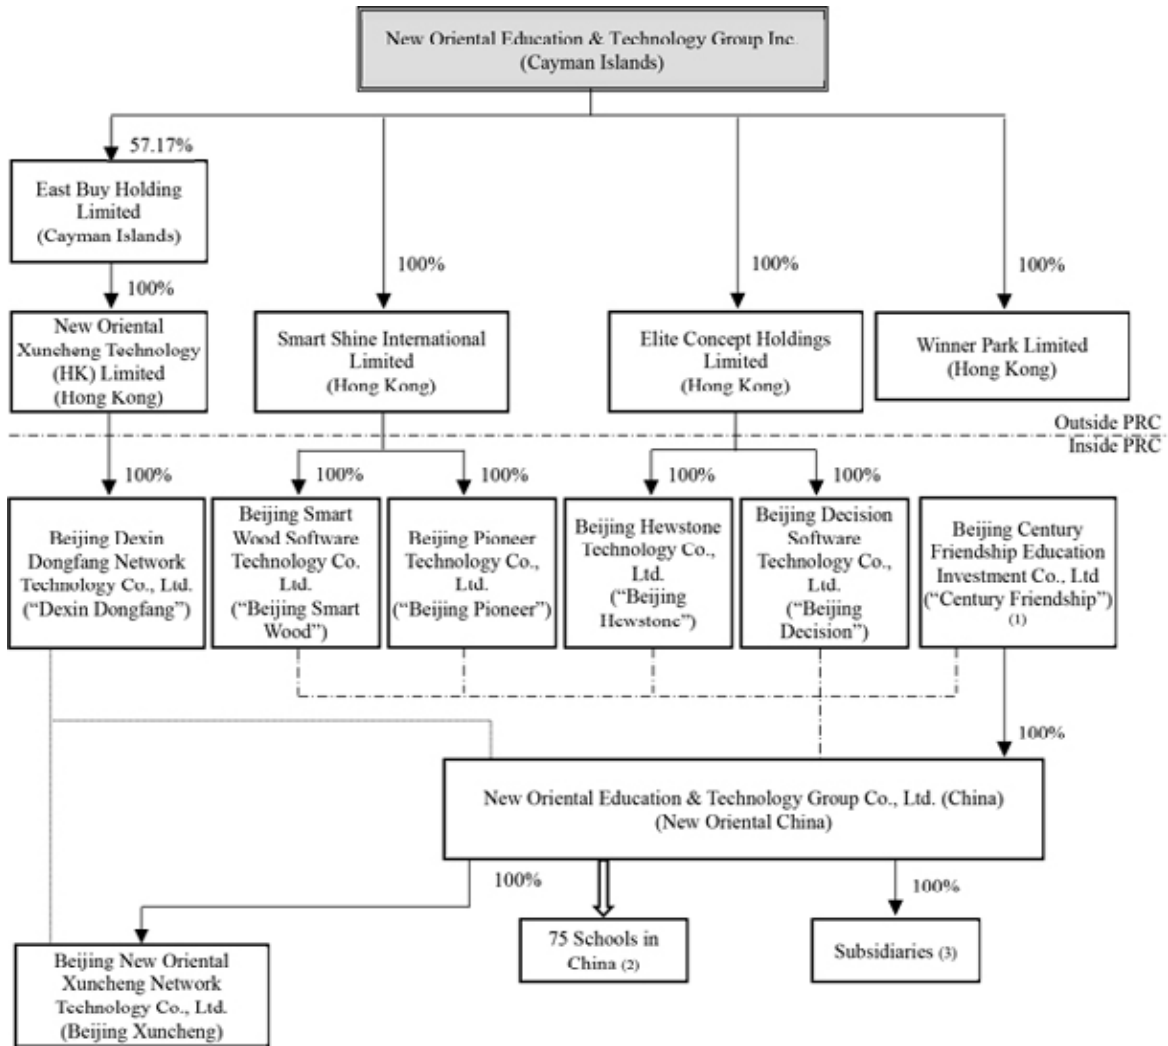 New Oriental Education & Technology Group Inc.
(Cayman Islands)
57.17%
East Buy Holding
Limited
(Cayman Islands)
100%
100%
100%
100%
New Oriental
Xuncheng Technology
(HK) Limited
(Hong Kong)
Smart Shine International
Limited
(Hong Kong)
Elite Concept Holdings
Limited
(Hong Kong)
Winner Park Limited
(Hong Kong)
Outside PRC
Inside PRC
100%
100%
100%
100%
100%
Beijing Dexin
Dongfang Network
Technology Co., Ltd.
(“Dexin Dongfang”)
Beijing Smart
Wood Software
Technology Co.
Ltd.
(“Beijing Smart
Wood”)
Beijing Pioneer
Technology Co.,
Ltd.
(“Beijing Pioneer”)
Beijing Hewstone
Technology Co.,
Ltd.
(“Beijing
Hewstone”)
Beijing Decision
Software
Technology Co.,
Ltd.
(“Beijing
Decision”)
Beijing Century
Friendship Education
Investment Co., Ltd
(“Century Friendship”)
(1)
100%
New Oriental Education & Technology Group Co., Ltd. (China)
(New Oriental China)
100%
100%
Beijing New Oriental
Xuncheng Network
Technology Co., Ltd.
(Beijing Xuncheng)
75 Schools in
China (2)
Subsidiaries (3)